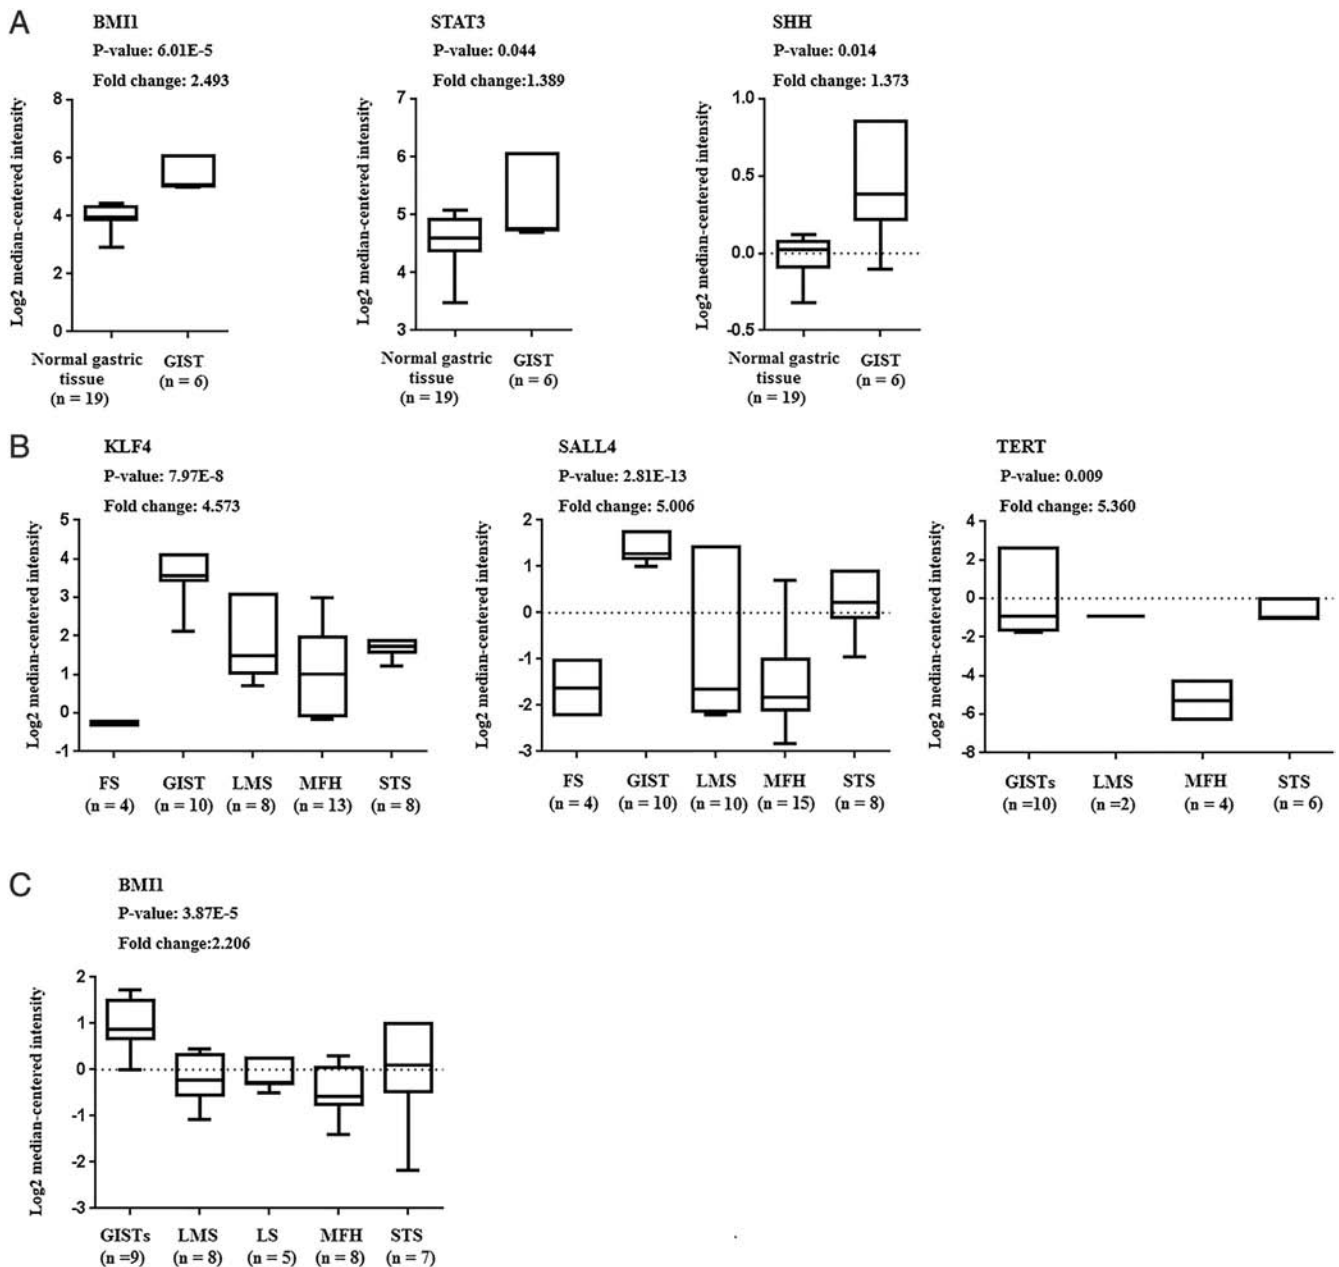 A
BMI1
P-value: 6.01E-5
Fold change: 2.493
Log2 median-centered intensity
8
6
4
2
0
Normal gastric
tissue
(n = 19)
GIST
(n = 6)
STAT3
P-value: 0.044
Fold change:1.389
Log2 median-centered intensity
7
6
5
4
3
Normal gastric
tissue
(n = 19)
GIST
(n = 6)
SHH
P-value: 0.014
Fold change: 1.373
Log2 median-centered intensity
1.0
0.5
0.0
-0.5
Normal gastric
tissue
(n = 19)
GIST
(n = 6)
B
KLF4
P-value: 7.97E-8
Fold change: 4.573
Log2 median-centered intensity
5
4
3
2
1
0
-1
FS
(n = 4)
GIST
(n = 10)
LMS
(n = 8)
MFH
(n = 13)
STS
(n = 8)
SALL4
P-value: 2.81E-13
Fold change: 5.006
Log2 median-centered intensity
2
1
0
-1
-2
-3
FS
(n = 4)
GIST
(n = 10)
LMS
(n = 10)
MFH
(n = 15)
STS
(n = 8)
TERT
P-value: 0.009
Fold change: 5.360
Log2 median-centered intensity
4
2
0
-2
-4
-6
-8
GISTs
(n =10)
LMS
(n =2)
MFH
(n = 4)
STS
(n = 6)
C
BMI1
P-value: 3.87E-5
Fold change:2.206
Log2 median-centered intensity
2
1
0
-1
-2
-3
GISTs
(n =9)
LMS
(n = 8)
LS
(n = 5)
MFH
(n = 8)
STS
(n = 7)